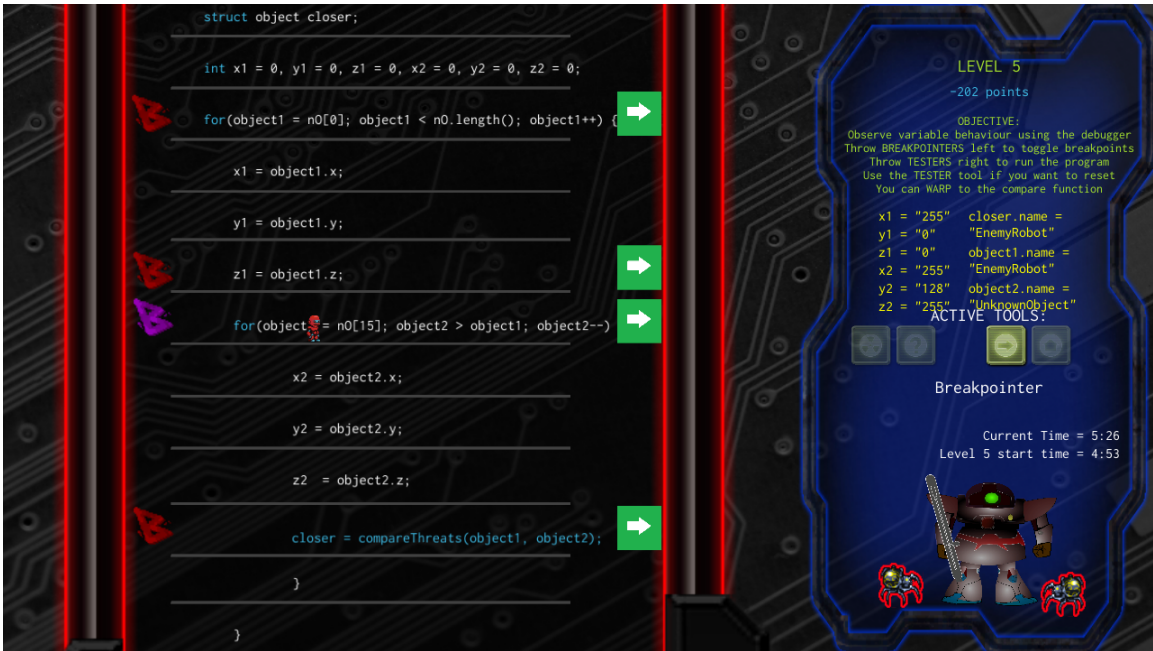 struct object closer;
int x1 = 0, y1 = 0, z1 = 0, x2 = 0, y2 = 0, z2 = 0;
for(object1 = nO[0]; object1 < nO.length(); object1++) {
x1 = object1.x;
y1 = object1.y;
z1 = object1.z;
for(object = nO[15]; object2 > object1; object2--)
x2 = object2.x;
y2 = object2.y;
z2 = object2.z;
closer = compareThreats(object1, object2);
}
}
LEVEL 5
-202 points
OBJECTIVE:
Observe variable behaviour using the debugger
Throw BREAKPOINTERS left to toggle breakpoints
Throw TESTERS right to run the program
Use the TESTER tool if you want to reset
You can WARP to the compare function
x1 = "255" closer.name =
y1 = "0" "EnemyRobot"
z1 = "0" object1.name =
x2 = "255" "EnemyRobot"
y2 = "128" object2.name =
z2 = "255" "UnknownObject"
ACTIVE TOOLS:
Breakpointer
Current Time = 5:26
Level 5 start time = 4:53